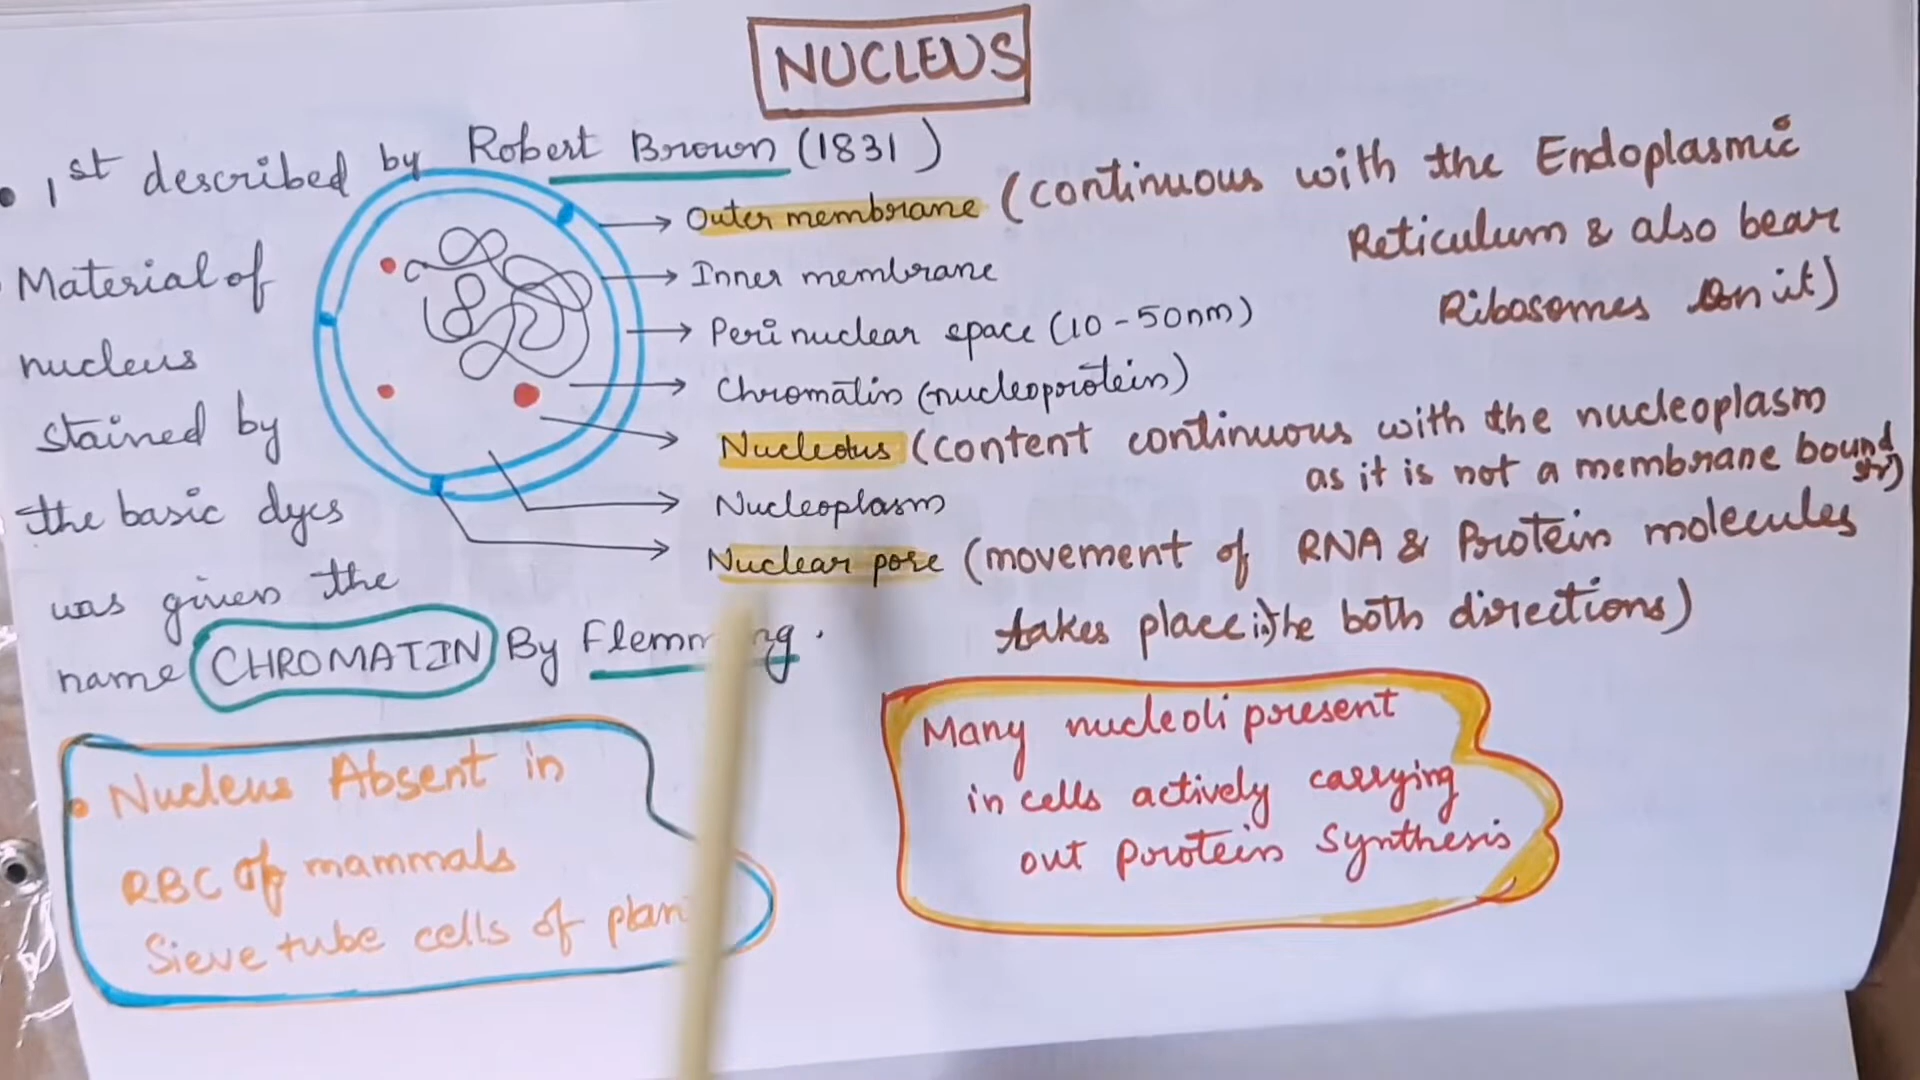 NUCLEUS
• 1st described by Robert Brown (1831)
Material of
nucleus
stained by
the basic dyes
was given the
name CHROMATIN By Flemming.
Outer membrane (continuous with the Endoplasmic
Reticulum & also bear
Ribosomes on it)
Inner membrane
Perinuclear space (10-50nm)
Chromatin (nucleoprotein)
Nucleolus (content continuous with the nucleoplasm
as it is not a membrane bound
str)
Nucleoplasm
Nuclear pore (movement of RNA & Protein molecules
takes place in the both directions)
• Nucleus Absent in
RBC of mammals
Sieve tube cells of
Many nucleoli present
in cells actively carrying
out protein synthesis